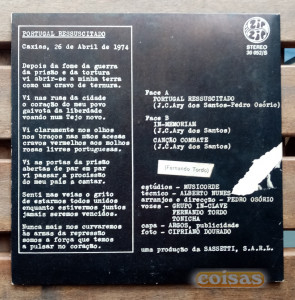 PORTUGAL RESSUSCITADO
Caxias, 26 de Abril de 1974
Depois da fome da guerra
da prisão e da tortura
vi abrir-se a minha terra
como um cravo de ternura.
Vi nas ruas da cidade
o coração do meu povo
gaivota da liberdade
voando num Tejo novo.
Vi claramente nos olhos
nos braços nas mãos nossas
cravos vermelhos aos molhos
rosas livres portuguesas.
Vi as portas da prisão
abertas de par em par
vi passar a procissão
do meu país a cantar.
Senti nas veias o grito
de estarmos todos unidos
enquanto estivermos juntos
jamais seremos vencidos.
Nunca mais nos curvaremos
às armas da repressão
somos a força que temos
a pulsar no coração.
STEREO
Face A
PORTUGAL RESSUSCITADO
(J.C.Ary dos Santos-Pedro Osório)
Face B
IN-MEMORIAN
(J.C.Ary dos Santos)
CANÇÃO COMBATE
(J.C.Ary dos Santos)
(Fernando Tordo)
estúdios - MUSICORDE
técnico - ALBERTO NUNES
arranjos e direcção - PEDRO OSÓRIO
vozes - GRUPO IN-CLAVE
FERNANDO TORDO
TONICHA
capa - ARGOS, publicidade
foto - CIPRIANO DOURADO
uma produção da SASSETTI, S.A.R.L.
coisas